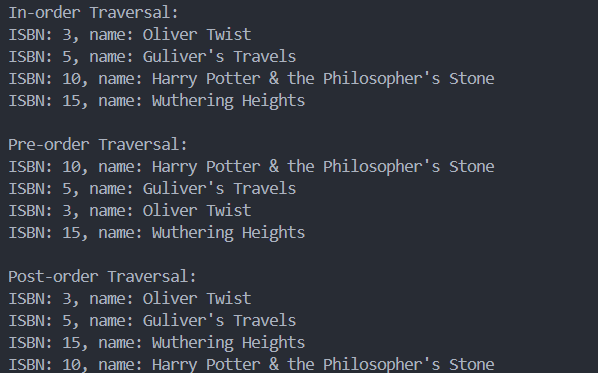 In-order Traversal:
ISBN: 3, name: Oliver Twist
ISBN: 5, name: Guliver's Travels
ISBN: 10, name: Harry Potter & the Philosopher's Stone
ISBN: 15, name: Wuthering Heights
Pre-order Traversal:
ISBN: 10, name: Harry Potter & the Philosopher's Stone
ISBN: 5, name: Guliver's Travels
ISBN: 3, name: Oliver Twist
ISBN: 15, name: Wuthering Heights
Post-order Traversal:
ISBN: 3, name: Oliver Twist
ISBN: 5, name: Guliver's Travels
ISBN: 15, name: Wuthering Heights
ISBN: 10, name: Harry Potter & the Philosopher's Stone